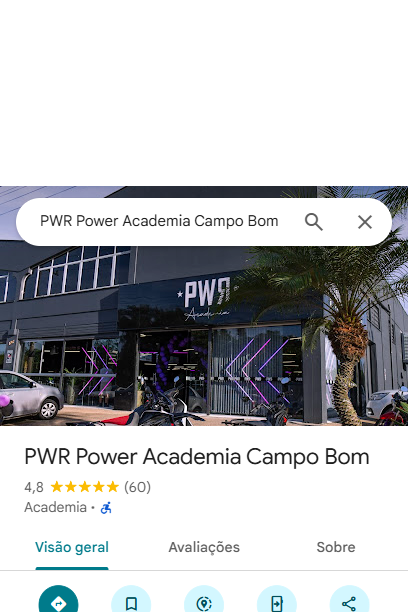 PWR Power Academia Campo Bom
PWR
Academia
PWR Power Academia Campo Bom
4,8 ★★★★★ (60)
Academia •
Visão geral
Avaliações
Sobre